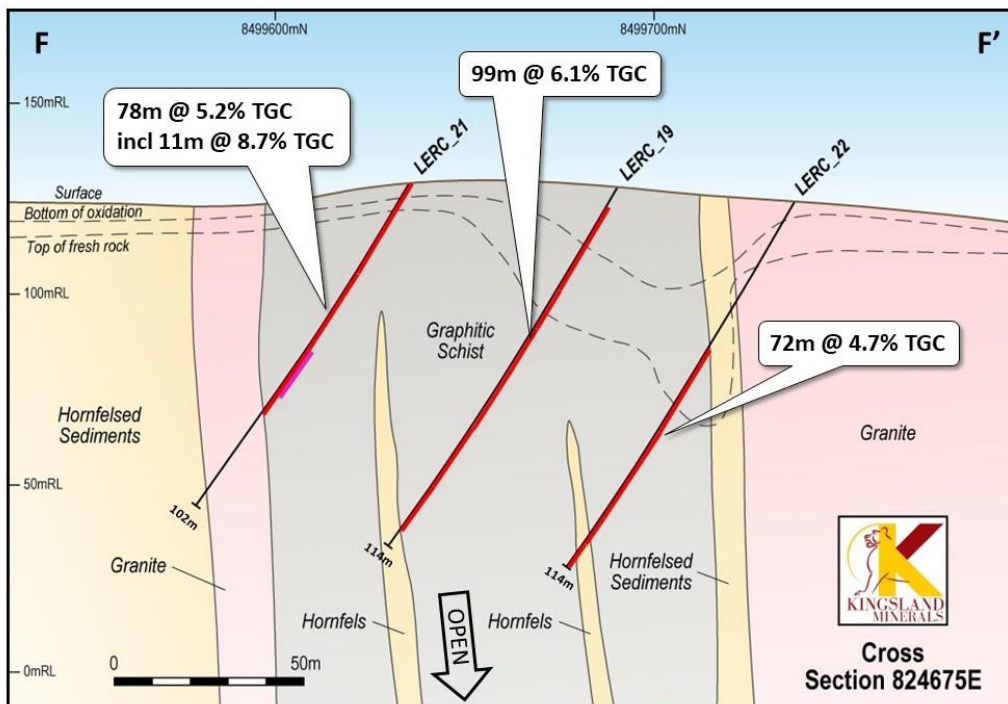 8499600mN
8499700mN
F
F'
99m @ 6.1% TGC
150mRL
78m @ 5.2% TGC
incl 11m @ 8.7% TGC
LERC_21
LERC_19
LERC_22
Surface
Bottom of oxidation
Top of fresh rock
100mRL
Graphitic
Schist
72m @ 4.7% TGC
Hornfelsed
Sediments
Granite
50mRL
102m
114m
114m
Granite
Hornfels
OPEN
Hornfels
Hornfelsed
Sediments
K
KINGSLAND
MINERALS
Cross
Section 824675E
0
50m
0mRL